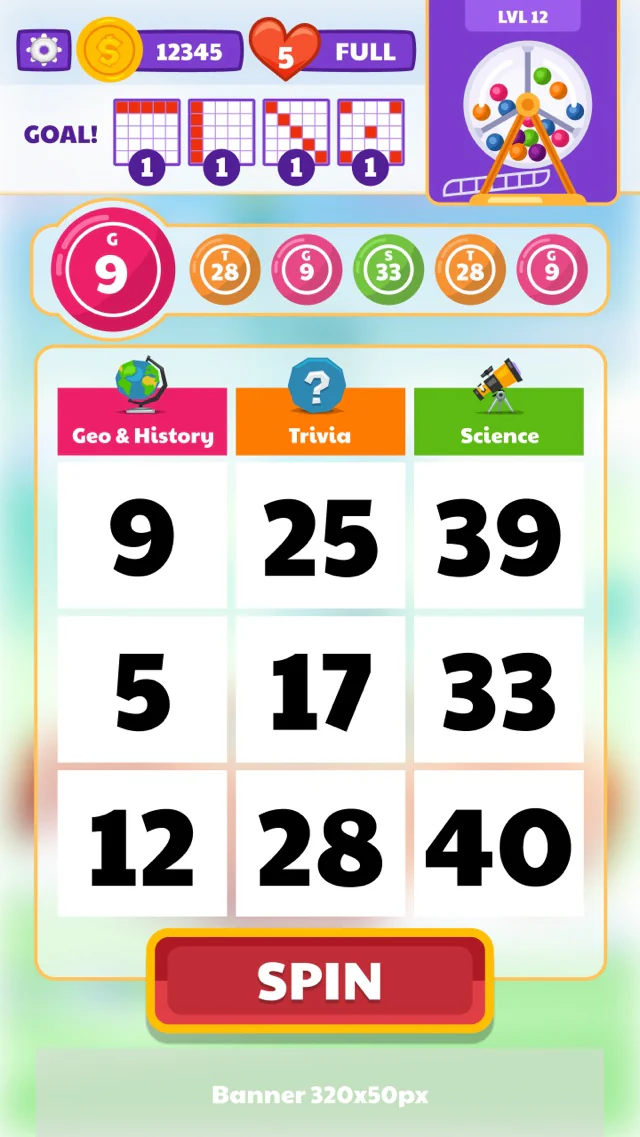 LVL 12
$ 12345 5 FULL
GOAL!
1 1 1 1
G
9
T
28
G
9
S
33
T
28
G
9
?
Geo & History Trivia Science
9 25 39
5 17 33
12 28 40
SPIN
Banner 320x50px